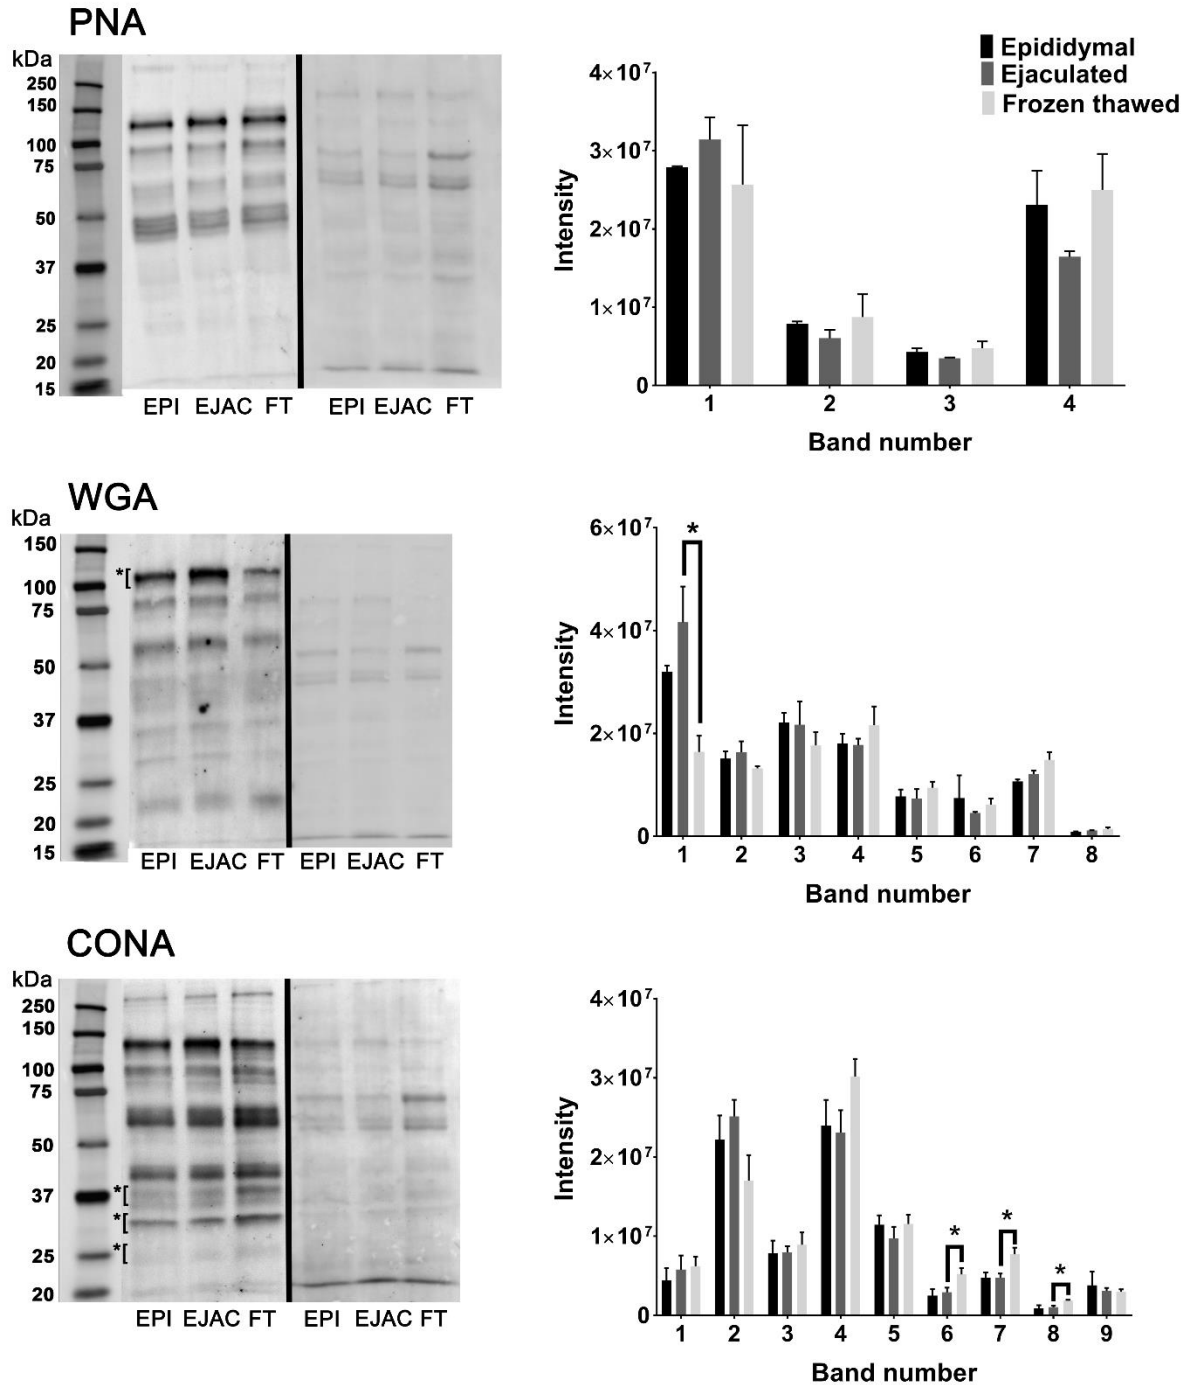 PNA
kDa
250
150
100
75
50
37
25
20
15
EPI EJAC FT EPI EJAC FT
Epididymal
Ejaculated
Frozen thawed
4×10⁷
3×10⁷
2×10⁷
1×10⁷
0
Intensity
1 2 3 4
Band number
WGA
kDa
150
*[
100
75
50
37
25
20
15
EPI EJAC FT EPI EJAC FT
6×10⁷
*
4×10⁷
2×10⁷
0
Intensity
1 2 3 4 5 6 7 8
Band number
CONA
kDa
250
150
100
75
50
37 *[
*[
25 *[
20
EPI EJAC FT EPI EJAC FT
4×10⁷
3×10⁷
2×10⁷
1×10⁷
0
Intensity
* * *
1 2 3 4 5 6 7 8 9
Band number